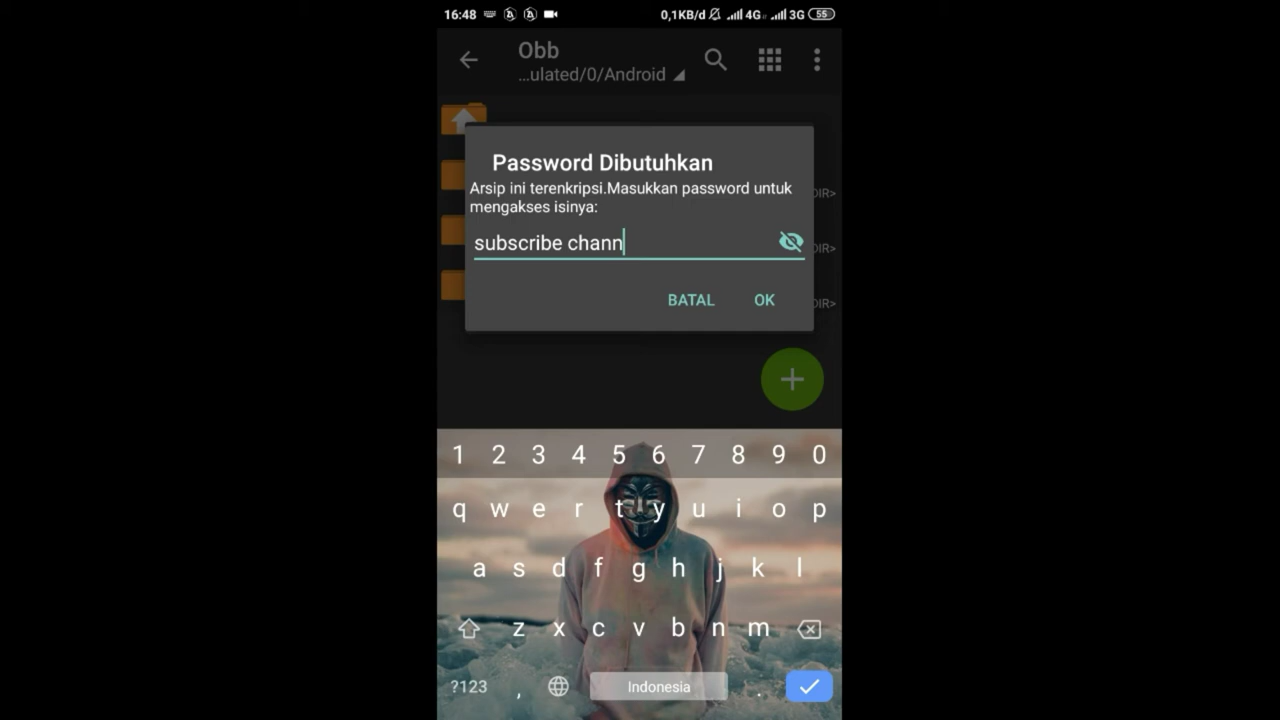 16:48 0,1KB/d 4G 3G 55
Obb
...ulated/0/Android
Password Dibutuhkan
Arsip ini terenkripsi.Masukkan password untuk
mengakses isinya:
DIR>
subscribe chann
DIR>
BATAL OK
DIR>
1 2 3 4 5 6 7 8 9 0
q w e r t y u i o p
a s d f g h j k l
z x c v b n m
?123 , Indonesia .